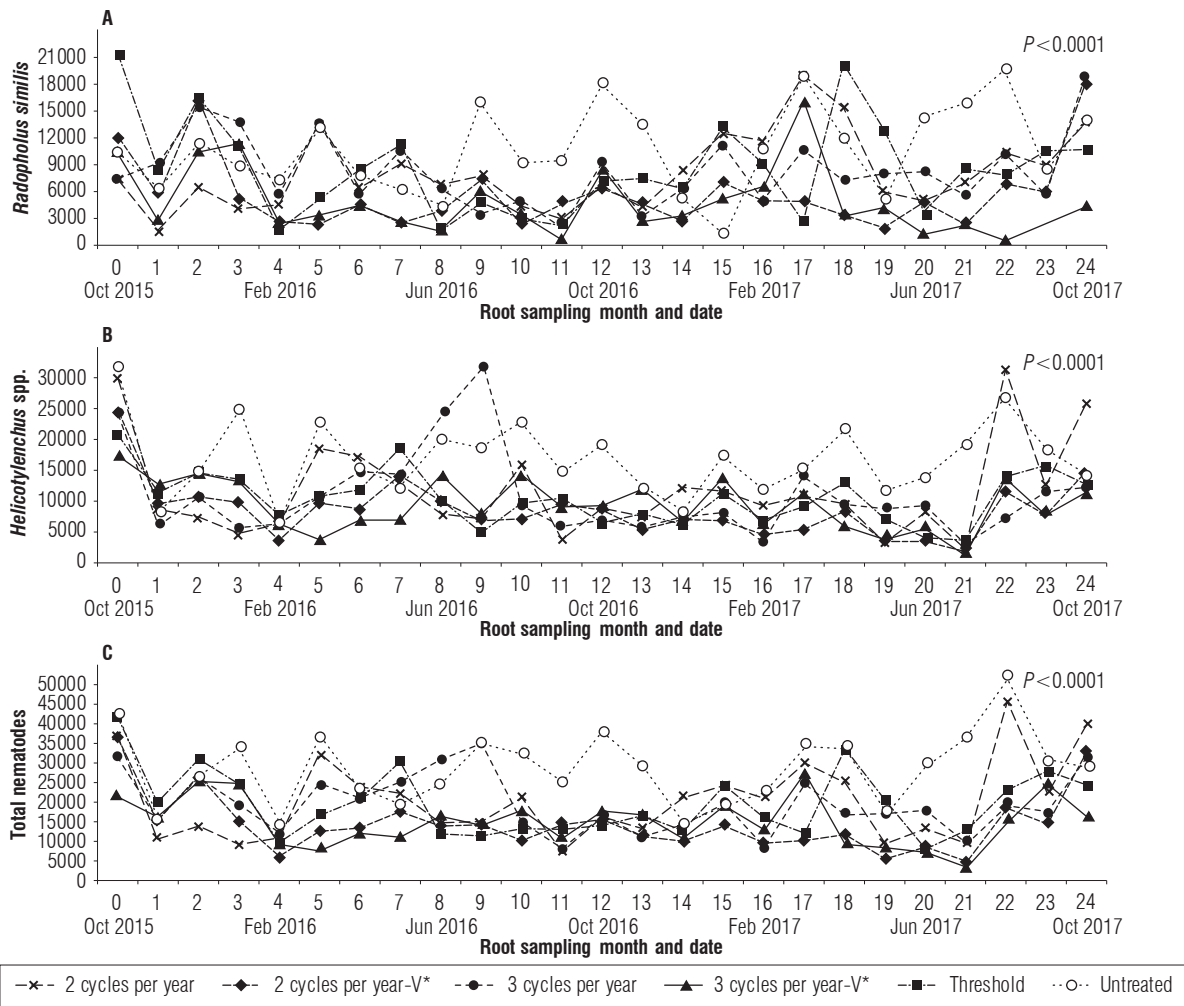 A
P<0.0001
Radopholus similis
21000
18000
15000
12000
9000
6000
3000
0
0 1 2 3 4 5 6 7 8 9 10 11 12 13 14 15 16 17 18 19 20 21 22 23 24
Oct 2015 Feb 2016 Jun 2016 Oct 2016 Feb 2017 Jun 2017 Oct 2017
Root sampling month and date
B
P<0.0001
Helicotylenchus spp.
30000
25000
20000
15000
10000
5000
0
0 1 2 3 4 5 6 7 8 9 10 11 12 13 14 15 16 17 18 19 20 21 22 23 24
Oct 2015 Feb 2016 Jun 2016 Oct 2016 Feb 2017 Jun 2017 Oct 2017
Root sampling month and date
C
P<0.0001
Total nematodes
50000
45000
40000
35000
30000
25000
20000
15000
10000
5000
0
0 1 2 3 4 5 6 7 8 9 10 11 12 13 14 15 16 17 18 19 20 21 22 23 24
Oct 2015 Feb 2016 Jun 2016 Oct 2016 Feb 2017 Jun 2017 Oct 2017
Root sampling month and date
2 cycles per year 2 cycles per year-V* 3 cycles per year 3 cycles per year-V* Threshold Untreated